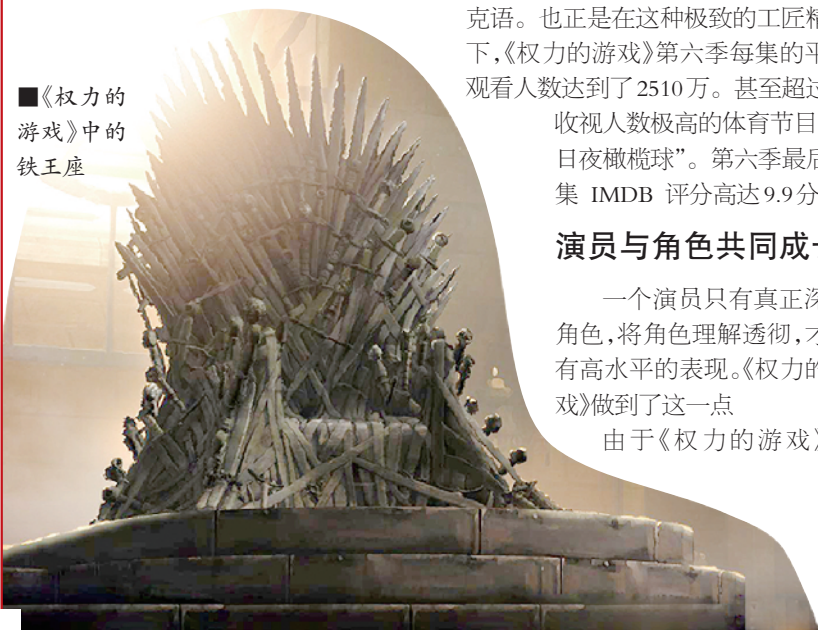 ■《权力的
游戏》中的
铁王座
克语。也正是在这种极致的工匠精
下,《权力的游戏》第六季每集的平
观看人数达到了2510万。甚至超过
收视人数极高的体育节目
日夜橄榄球”。第六季最后
集 IMDB 评分高达9.9分
演员与角色共同成
一个演员只有真正深
角色,将角色理解透彻,才
有高水平的表现。《权力的
戏》做到了这一点
由于《权力的游戏》